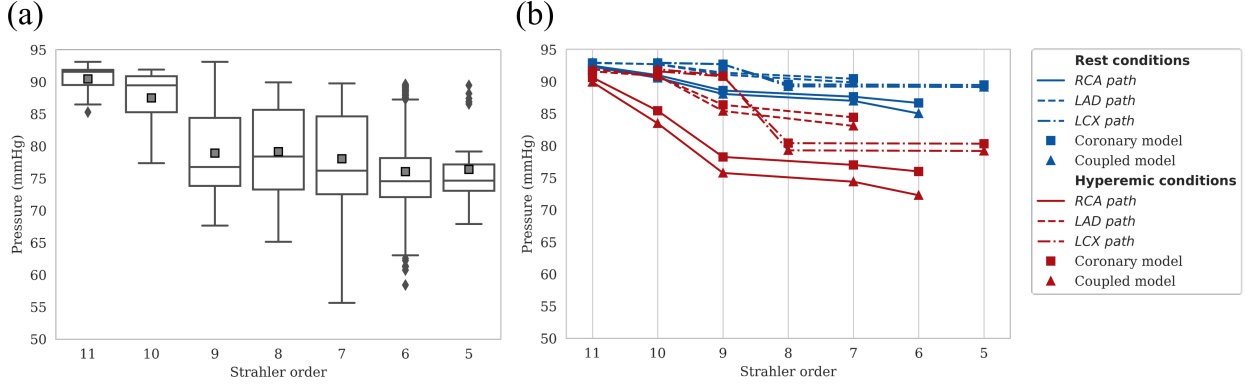 (a)
95
90
85
80
75
70
65
60
55
50
Pressure (mmHg)
11 10 9 8 7 6 5
Strahler order
(b)
95
90
85
80
75
70
65
60
55
50
Pressure (mmHg)
11 10 9 8 7 6 5
Strahler order
Rest conditions
RCA path
LAD path
LCX path
Coronary model
Coupled model
Hyperemic conditions
RCA path
LAD path
LCX path
Coronary model
Coupled model